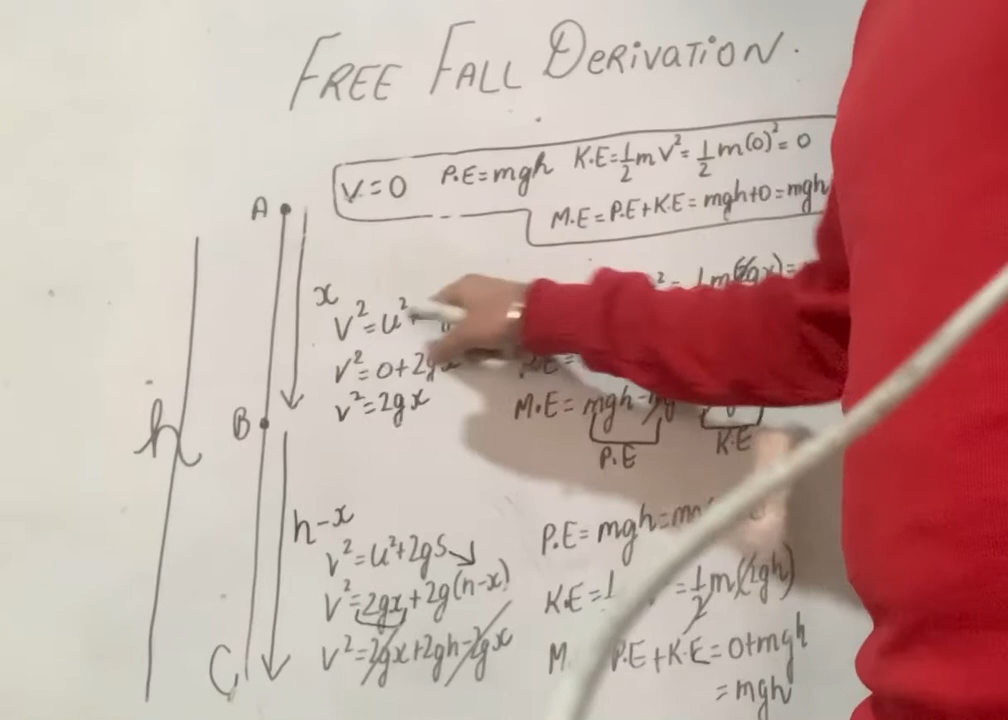 FREE FALL DERIVATION.
V=0 P.E=mgh K.E=½mV²=½m(0)²=0
M.E=P.E+K.E=mgh+0=mgh
A
x
V²=u²
V²=0+2g
V²=2gx
B
M.E=mgh-
P.E
K.E
h
h-x
V²=u²+2gS
V²=2gx+2g(h-x)
V²=2gx+2gh-2gx
C
P.E=mgh=
K.E= =½m(2gh)
M. P.E+K.E=0+mgh
=mgh